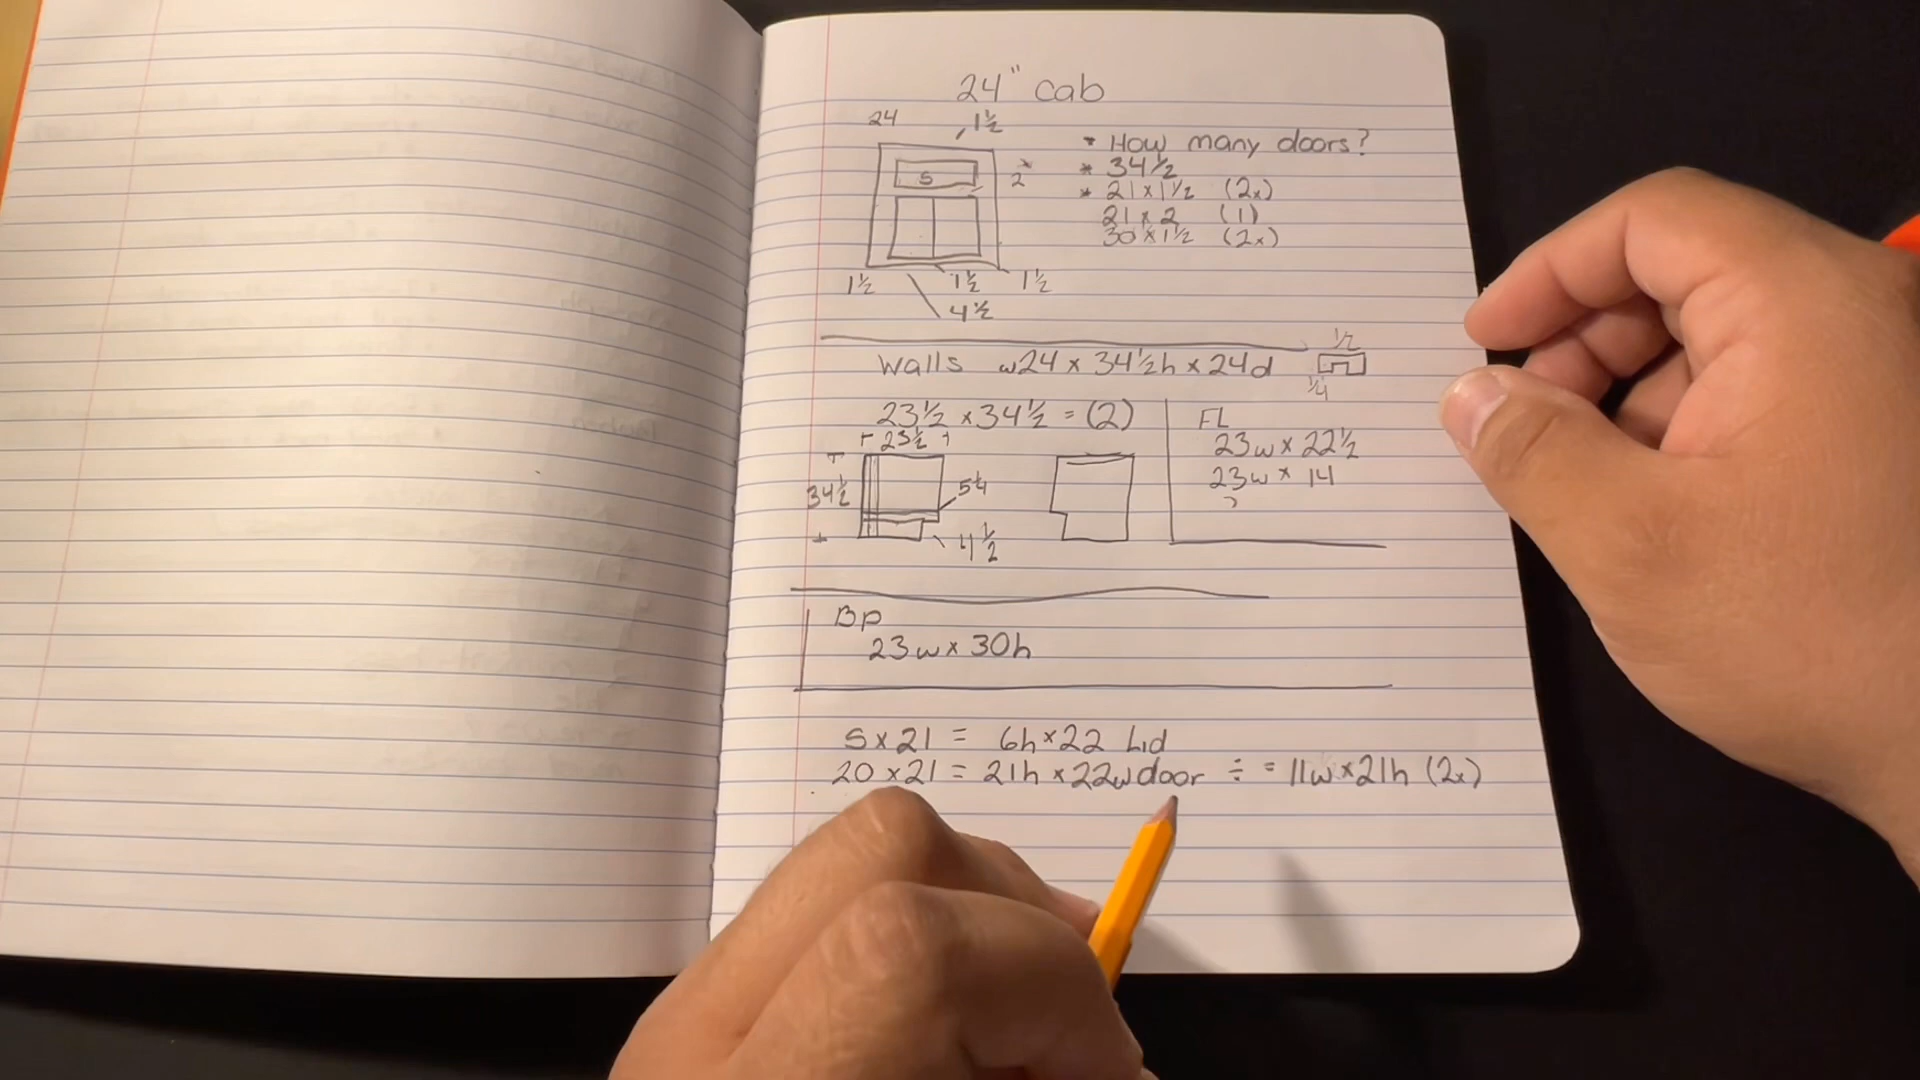 24" cab
24
1½
• How many doors?
* 34½
* 21 × 1½ (2x)
21 × 2 (1)
30 × 1½ (2x)
S
2
1½
1½
1½
4½
Walls w24 × 34½h × 24d
½
¼
23½ × 34½ = (2)
23½
34½
5¼
4½
FL
23w × 22½
23w × 14
Bp
23w × 30h
5 × 21 = 6h × 22 Lid
20 × 21 = 21h × 22w door ÷ = 11w × 21h (2x)